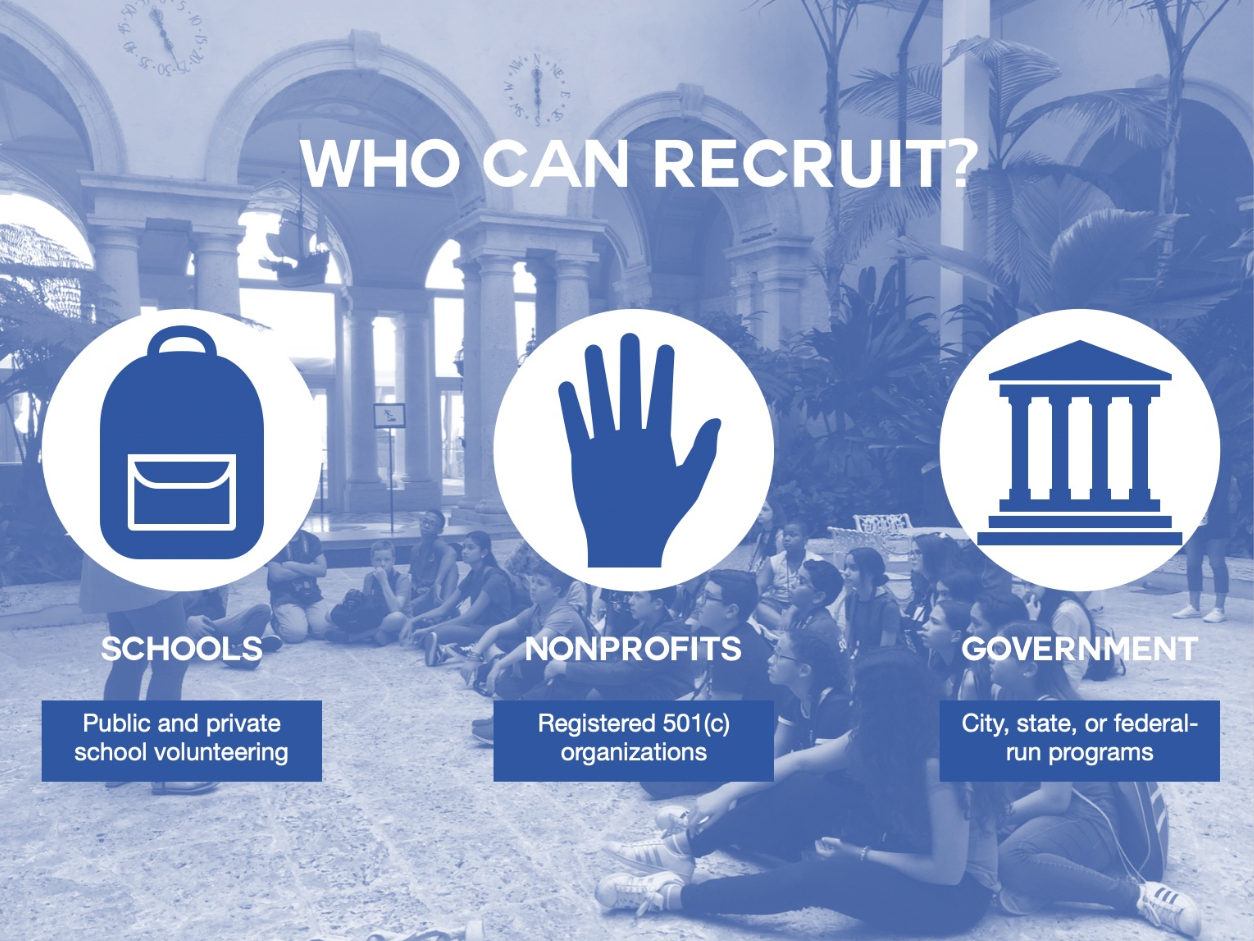 WHO CAN RECRUIT?
SCHOOLS
Public and private
school volunteering
NONPROFITS
Registered 501(c)
organizations
GOVERNMENT
City, state, or federal-
run programs